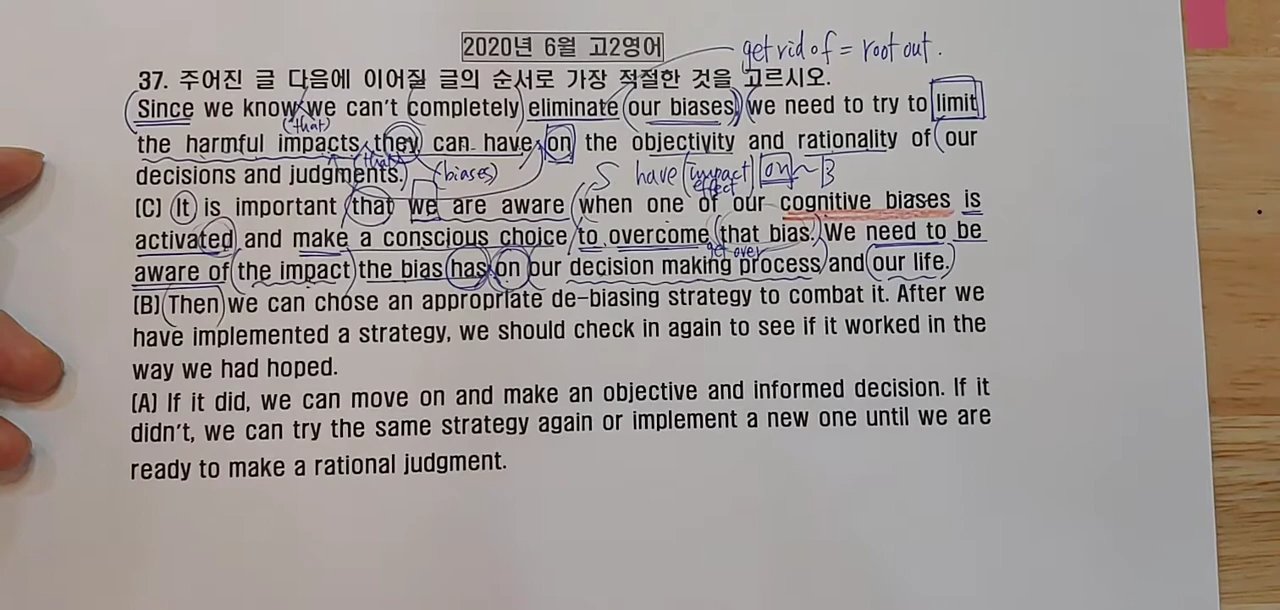 2020년 6월 고2영어
get rid of = root out.
37. 주어진 글 다음에 이어질 글의 순서로 가장 적절한 것을 고르시오.
Since we know we can't completely eliminate our biases, we need to try to limit
(that)
the harmful impacts they can have on the objectivity and rationality of our
(that)
decisions and judgments.
(biases)
S have impact on ~ B
effect
(C) It is important that we are aware when one of our cognitive biases is
activated and make a conscious choice to overcome that bias. We need to be
get over
aware of the impact the bias has on our decision making process and our life.
(B) Then we can chose an appropriate de-biasing strategy to combat it. After we
have implemented a strategy, we should check in again to see if it worked in the
way we had hoped.
(A) If it did, we can move on and make an objective and informed decision. If it
didn't, we can try the same strategy again or implement a new one until we are
ready to make a rational judgment.